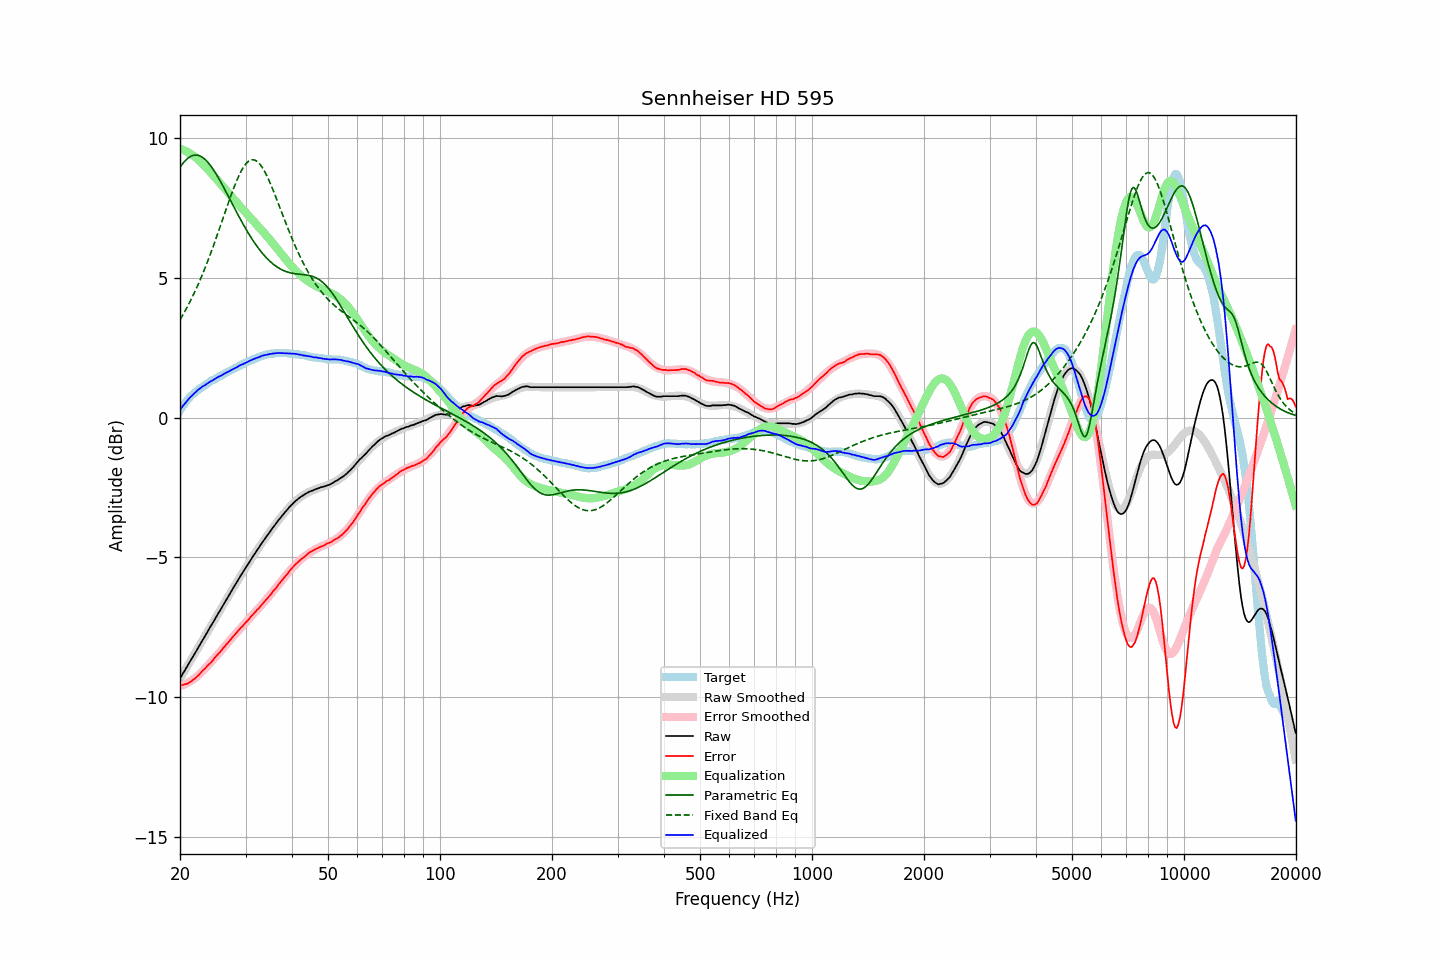 Sennheiser HD 595
Amplitude (dBr)
10
5
0
−5
−10
−15
Target
Raw Smoothed
Error Smoothed
Raw
Error
Equalization
Parametric Eq
Fixed Band Eq
Equalized
20 50 100 200 500 1000 2000 5000 10000 20000
Frequency (Hz)